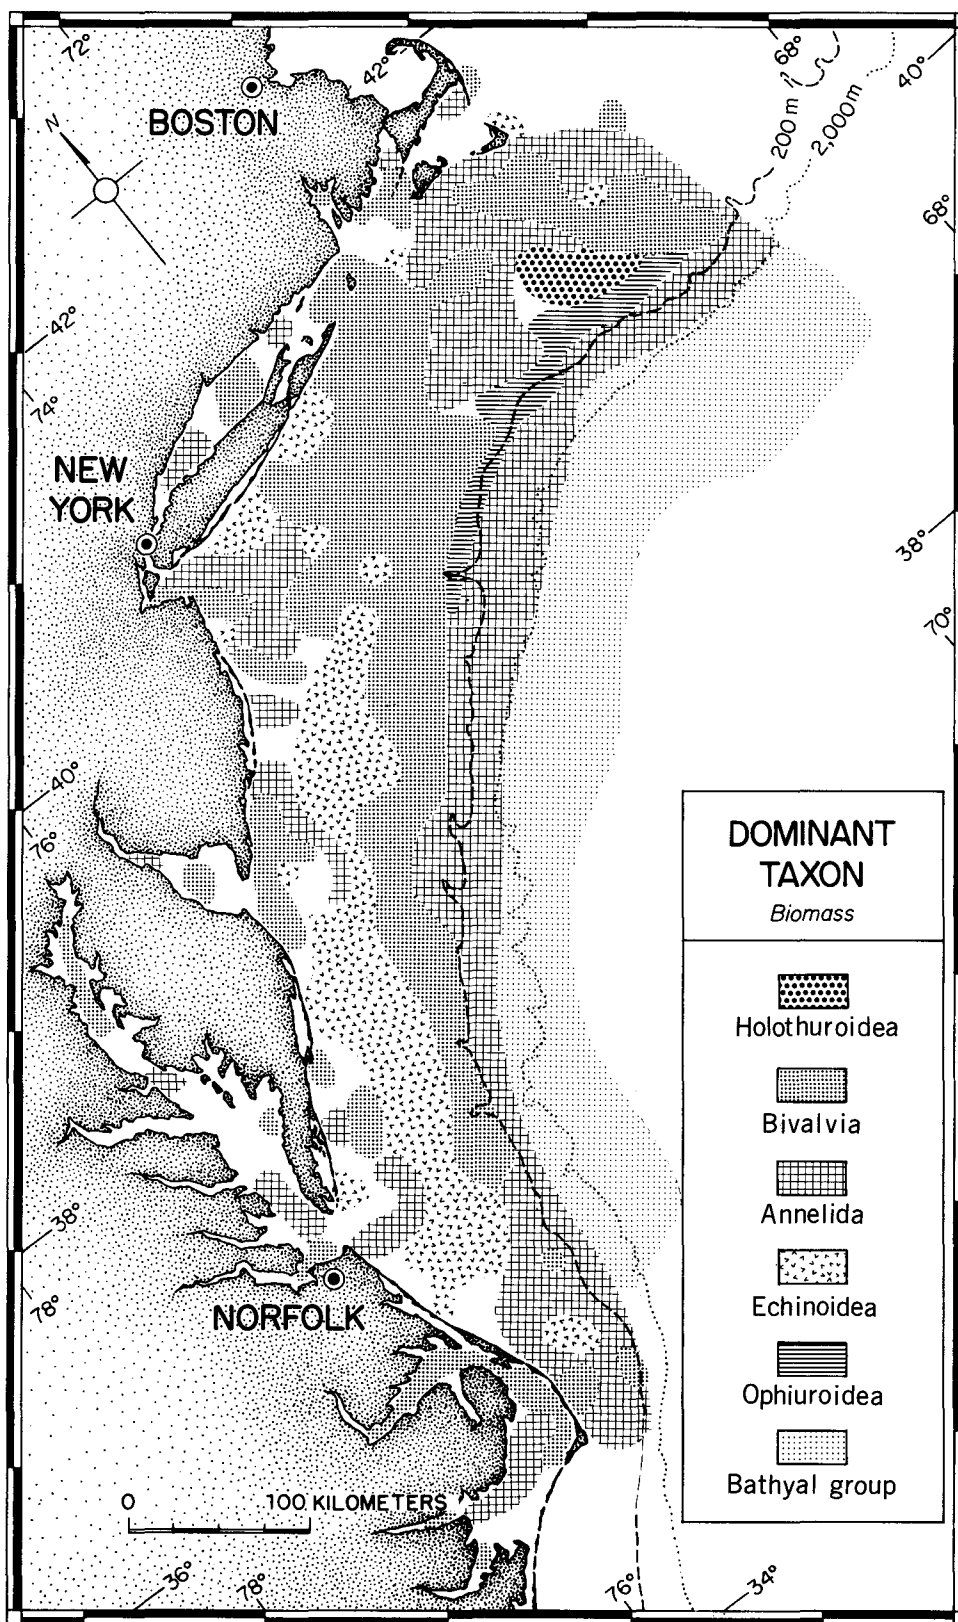 72°
42°
68°
40°
BOSTON
200 m
2,000m
N
68°
42°
74°
NEW
YORK
38°
70°
40°
76°
DOMINANT
TAXON
Biomass
Holothuroidea
Bivalvia
Annelida
Echinoidea
Ophiuroidea
Bathyal group
38°
78°
NORFOLK
0 100 KILOMETERS
36°
78°
76°
34°